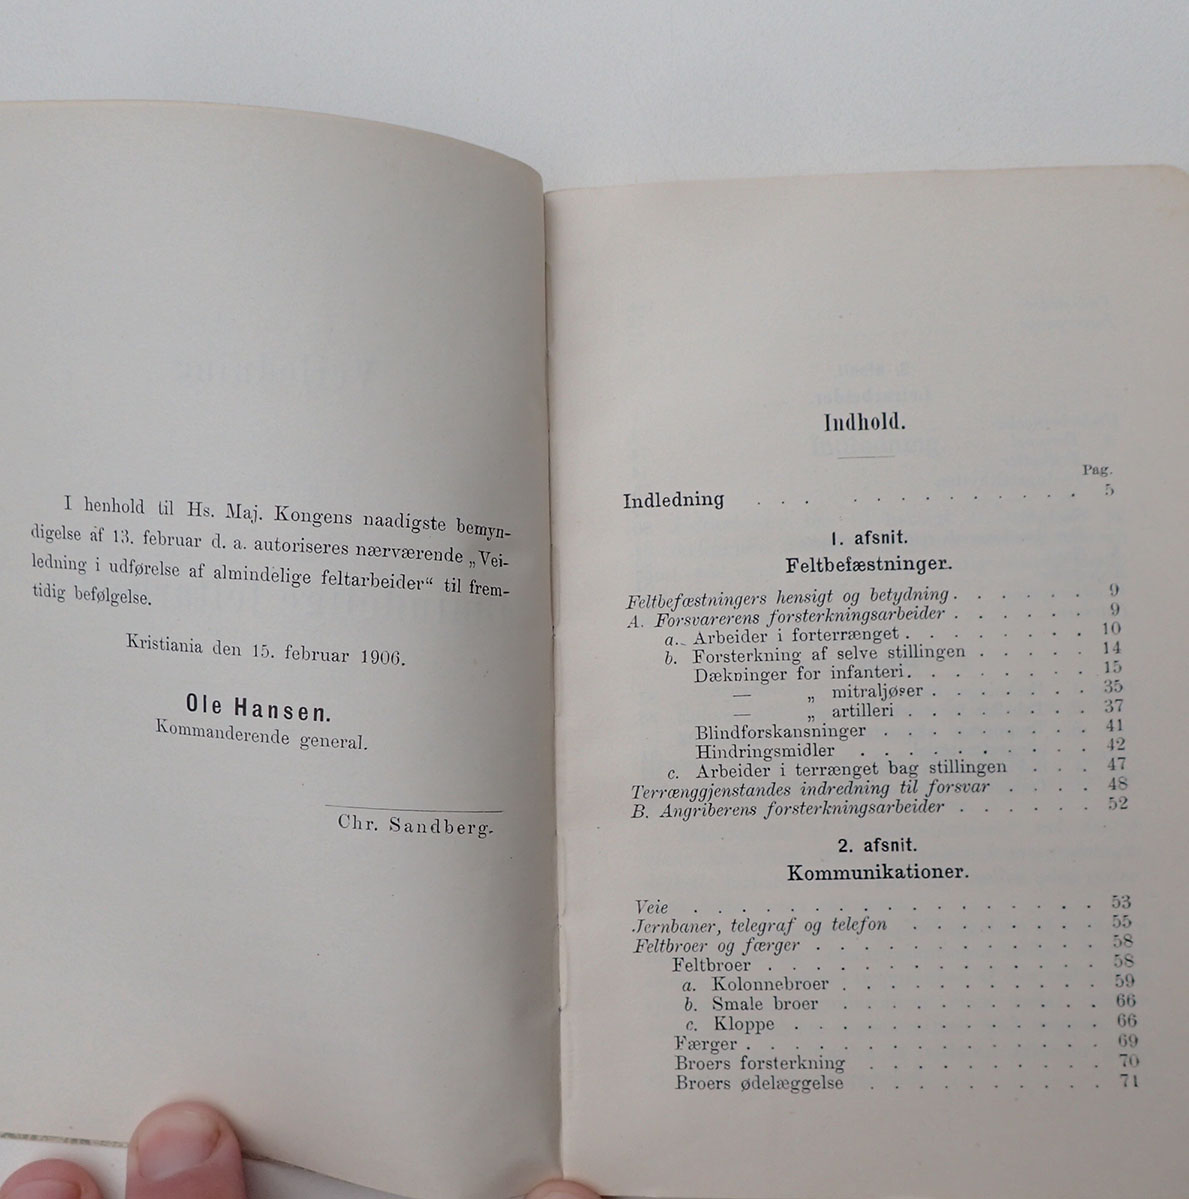 I henhold til Hs. Maj. Kongens naadigste bemyn-
digelse af 13. februar d. a. autoriseres nærværende „Vei-
ledning i udførelse af almindelige feltarbeider“ til frem-
tidig befølgelse.
Kristiania den 15. februar 1906.
Ole Hansen.
Kommanderende general.
Chr. Sandberg.
Indhold.
Pag.
Indledning . . . . . . . . . . . . . 5
1. afsnit.
Feltbefæstninger.
Feltbefæstningers hensigt og betydning . . . . . . 9
A. Forsvarerens forsterkningsarbeider . . . . . . 9
a. Arbeider i forterrænget . . . . . . . . 10
b. Forsterkning af selve stillingen . . . . . 14
Dækninger for infanteri . . . . . . . 15
— „ mitraljøser . . . . . . . 35
— „ artilleri . . . . . . . . 37
Blindforskansninger . . . . . . . . 41
Hindringsmidler . . . . . . . . . 42
c. Arbeider i terrænget bag stillingen . . . 47
Terrænggjenstandes indredning til forsvar . . . . 48
B. Angriberens forsterkningsarbeider . . . . . . 52
2. afsnit.
Kommunikationer.
Veie . . . . . . . . . . . . . . . 53
Jernbaner, telegraf og telefon . . . . . . . 55
Feltbroer og færger . . . . . . . . . . . 58
Feltbroer . . . . . . . . . . . . . 58
a. Kolonnebroer . . . . . . . . . . 59
b. Smale broer . . . . . . . . . . 66
c. Kloppe . . . . . . . . . . . . 66
Færger . . . . . . . . . . . . . . 69
Broers forsterkning . . . . . . . . . 70
Broers ødelæggelse . . . . . . . . . 71